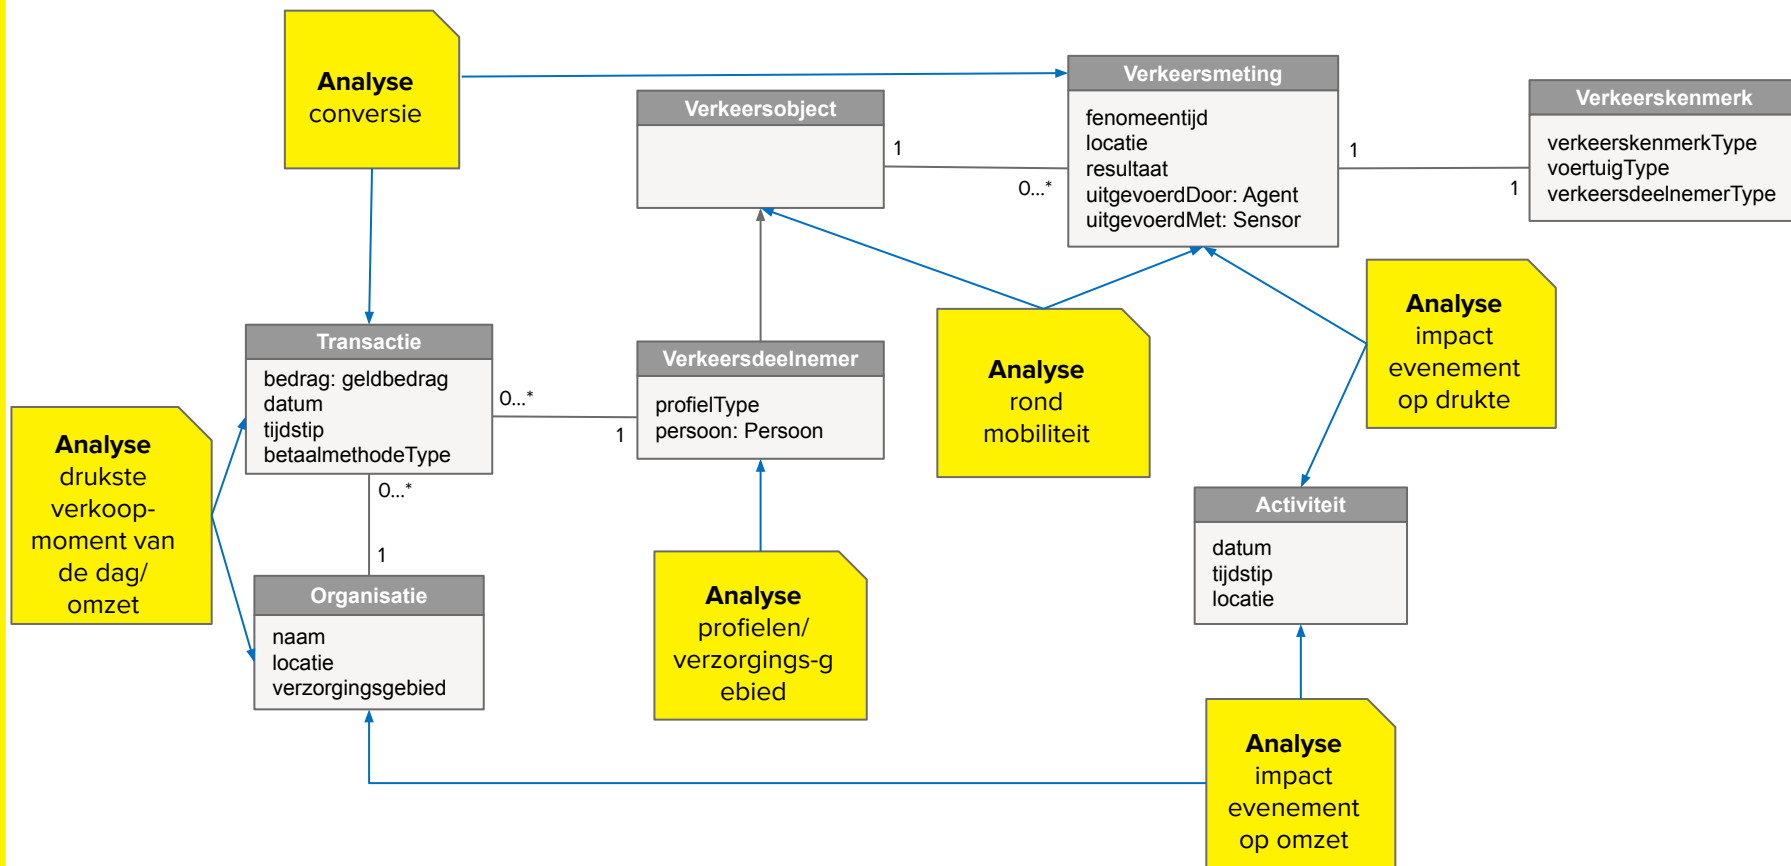 Analyse
conversie
Verkeersobject
Verkeersmeting
fenomeentijd
locatie
resultaat
uitgevoerdDoor: Agent
uitgevoerdMet: Sensor
Verkeerskenmerk
verkeerskenmerkType
voertuigType
verkeersdeelnemerType
1
0...*
1
1
Transactie
bedrag: geldbedrag
datum
tijdstip
betaalmethodeType
0...*
1
Verkeersdeelnemer
profielType
persoon: Persoon
Analyse
rond
mobiliteit
Analyse
impact
evenement
op drukte
Analyse
drukste
verkoop-
moment van
de dag/
omzet
0...*
1
Organisatie
naam
locatie
verzorgingsgebied
Analyse
profielen/
verzorgings-g
ebied
Activiteit
datum
tijdstip
locatie
Analyse
impact
evenement
op omzet